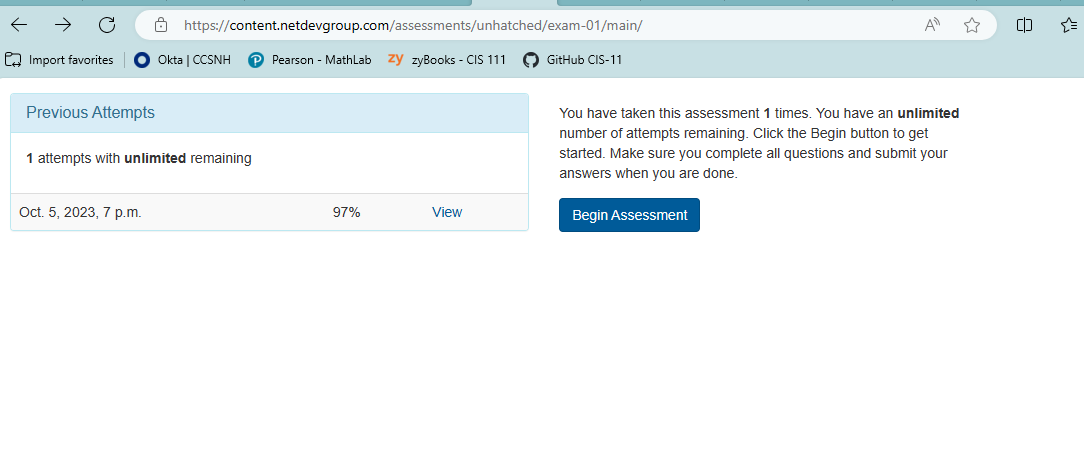 https://content.netdevgroup.com/assessments/unhatched/exam-01/main/
Import favorites Okta | CCSNH Pearson - MathLab zy zyBooks - CIS 111 GitHub CIS-11
Previous Attempts
1 attempts with unlimited remaining
Oct. 5, 2023, 7 p.m. 97% View
You have taken this assessment 1 times. You have an unlimited
number of attempts remaining. Click the Begin button to get
started. Make sure you complete all questions and submit your
answers when you are done.
Begin Assessment